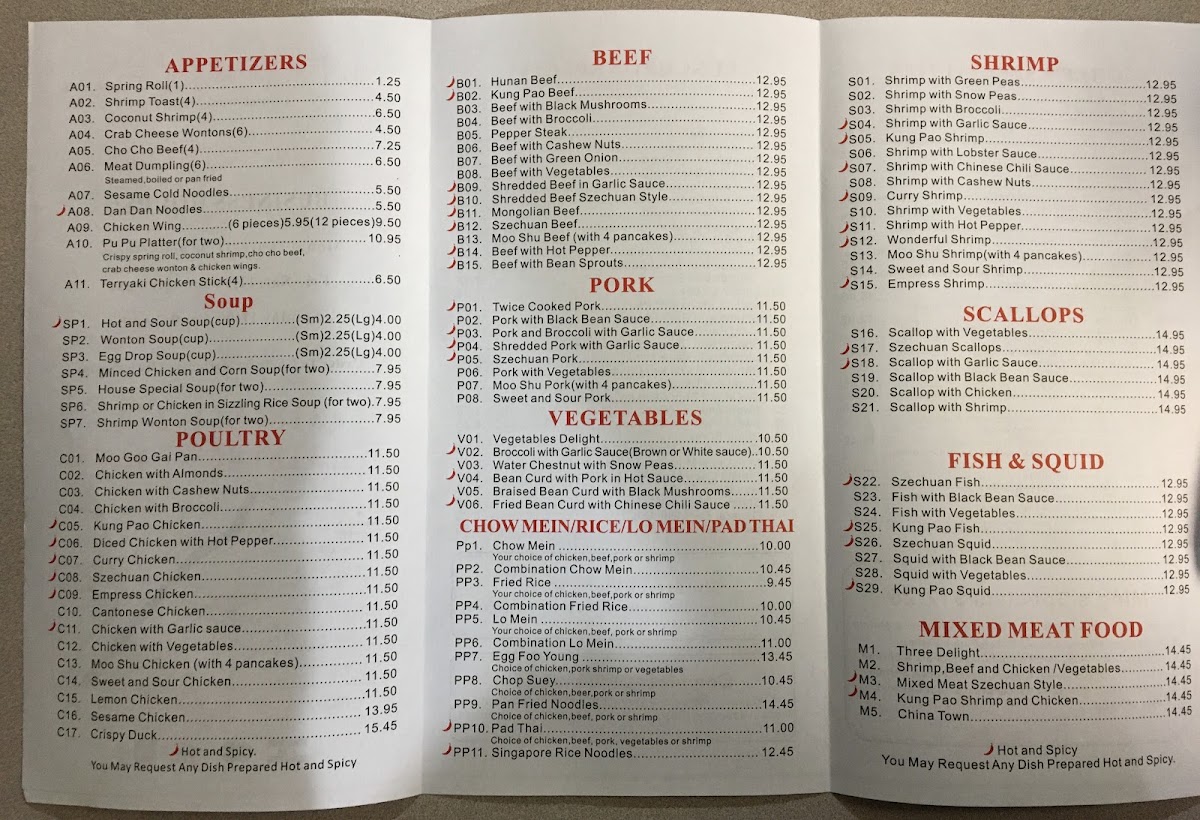 APPETIZERS
A01. Spring Roll(1)....1.25
A02. Shrimp Toast(4)....4.50
A03. Coconut Shrimp(4)....6.50
A04. Crab Cheese Wontons(6)....4.50
A05. Cho Cho Beef(4)....7.25
A06. Meat Dumpling(6)....6.50
Steamed,boiled or pan fried
A07. Sesame Cold Noodles....5.50
A08. Dan Dan Noodles....5.50
A09. Chicken Wing....(6 pieces)5.95(12 pieces)9.50
A10. Pu Pu Platter(for two)....10.95
Crispy spring roll, coconut shrimp,cho cho beef,
crab cheese wonton & chicken wings.
A11. Terryaki Chicken Stick(4)....6.50
Soup
SP1. Hot and Sour Soup(cup)....(Sm)2.25(Lg)4.00
SP2. Wonton Soup(cup)....(Sm)2.25(Lg)4.00
SP3. Egg Drop Soup(cup)....(Sm)2.25(Lg)4.00
SP4. Minced Chicken and Corn Soup(for two)....7.95
SP5. House Special Soup(for two)....7.95
SP6. Shrimp or Chicken in Sizzling Rice Soup (for two).7.95
SP7. Shrimp Wonton Soup(for two)....7.95
POULTRY
C01. Moo Goo Gai Pan....11.50
C02. Chicken with Almonds....11.50
C03. Chicken with Cashew Nuts....11.50
C04. Chicken with Broccoli....11.50
C05. Kung Pao Chicken....11.50
C06. Diced Chicken with Hot Pepper....11.50
C07. Curry Chicken....11.50
C08. Szechuan Chicken....11.50
C09. Empress Chicken....11.50
C10. Cantonese Chicken....11.50
C11. Chicken with Garlic sauce....11.50
C12. Chicken with Vegetables....11.50
C13. Moo Shu Chicken (with 4 pancakes)....11.50
C14. Sweet and Sour Chicken....11.50
C15. Lemon Chicken....11.50
C16. Sesame Chicken....13.95
C17. Crispy Duck....15.45
Hot and Spicy.
You May Request Any Dish Prepared Hot and Spicy
BEEF
B01. Hunan Beef....12.95
B02. Kung Pao Beef....12.95
B03. Beef with Black Mushrooms....12.95
B04. Beef with Broccoli....12.95
B05. Pepper Steak....12.95
B06. Beef with Cashew Nuts....12.95
B07. Beef with Green Onion....12.95
B08. Beef with Vegetables....12.95
B09. Shredded Beef in Garlic Sauce....12.95
B10. Shredded Beef Szechuan Style....12.95
B11. Mongolian Beef....12.95
B12. Szechuan Beef....12.95
B13. Moo Shu Beef (with 4 pancakes)....12.95
B14. Beef with Hot Pepper....12.95
B15. Beef with Bean Sprouts....12.95
PORK
P01. Twice Cooked Pork....11.50
P02. Pork with Black Bean Sauce....11.50
P03. Pork and Broccoli with Garlic Sauce....11.50
P04. Shredded Pork with Garlic Sauce....11.50
P05. Szechuan Pork....11.50
P06. Pork with Vegetables....11.50
P07. Moo Shu Pork(with 4 pancakes)....11.50
P08. Sweet and Sour Pork....11.50
VEGETABLES
V01. Vegetables Delight....10.50
V02. Broccoli with Garlic Sauce(Brown or White sauce)..10.50
V03. Water Chestnut with Snow Peas....11.50
V04. Bean Curd with Pork in Hot Sauce....11.50
V05. Braised Bean Curd with Black Mushrooms....11.50
V06. Fried Bean Curd with Chinese Chili Sauce ....11.50
CHOW MEIN/RICE/LO MEIN/PAD THAI
Pp1. Chow Mein ....10.00
Your choice of chicken,beef,pork or shrimp
PP2. Combination Chow Mein....10.45
PP3. Fried Rice ....9.45
Your choice of chicken,beef,pork or shrimp
PP4. Combination Fried Rice....10.00
PP5. Lo Mein ....10.45
Your choice of chicken,beef, pork or shrimp
PP6. Combination Lo Mein....11.00
PP7. Egg Foo Young ....13.45
Choice of chicken,pork shrimp or vegetables
PP8. Chop Suey....10.45
Choice of chicken,beer,pork or shrimp
PP9. Pan Fried Noodles....14.45
Choice of chicken,beef, pork or shrimp
PP10. Pad Thai....11.00
Choice of chicken,beef, pork, vegetables or shrimp
PP11. Singapore Rice Noodles....12.45
SHRIMP
S01. Shrimp with Green Peas....12.95
S02. Shrimp with Snow Peas....12.95
S03. Shrimp with Broccoli....12.95
S04. Shrimp with Garlic Sauce....12.95
S05. Kung Pao Shrimp....12.95
S06. Shrimp with Lobster Sauce....12.95
S07. Shrimp with Chinese Chili Sauce....12.95
S08. Shrimp with Cashew Nuts....12.95
S09. Curry Shrimp....12.95
S10. Shrimp with Vegetables....12.95
S11. Shrimp with Hot Pepper....12.95
S12. Wonderful Shrimp....12.95
S13. Moo Shu Shrimp(with 4 pancakes)....12.95
S14. Sweet and Sour Shrimp....12.95
S15. Empress Shrimp....12.95
SCALLOPS
S16. Scallop with Vegetables....14.95
S17. Szechuan Scallops....14.95
S18. Scallop with Garlic Sauce....14.95
S19. Scallop with Black Bean Sauce....14.95
S20. Scallop with Chicken....14.95
S21. Scallop with Shrimp....14.95
FISH & SQUID
S22. Szechuan Fish....12.95
S23. Fish with Black Bean Sauce....12.95
S24. Fish with Vegetables....12.95
S25. Kung Pao Fish....12.95
S26. Szechuan Squid....12.95
S27. Squid with Black Bean Sauce....12.95
S28. Squid with Vegetables....12.95
S29. Kung Pao Squid....12.95
MIXED MEAT FOOD
M1. Three Delight....14.45
M2. Shrimp,Beef and Chicken /Vegetables....14.45
M3. Mixed Meat Szechuan Style....14.45
M4. Kung Pao Shrimp and Chicken....14.45
M5. China Town....14.45
Hot and Spicy
You May Request Any Dish Prepared Hot and Spicy.